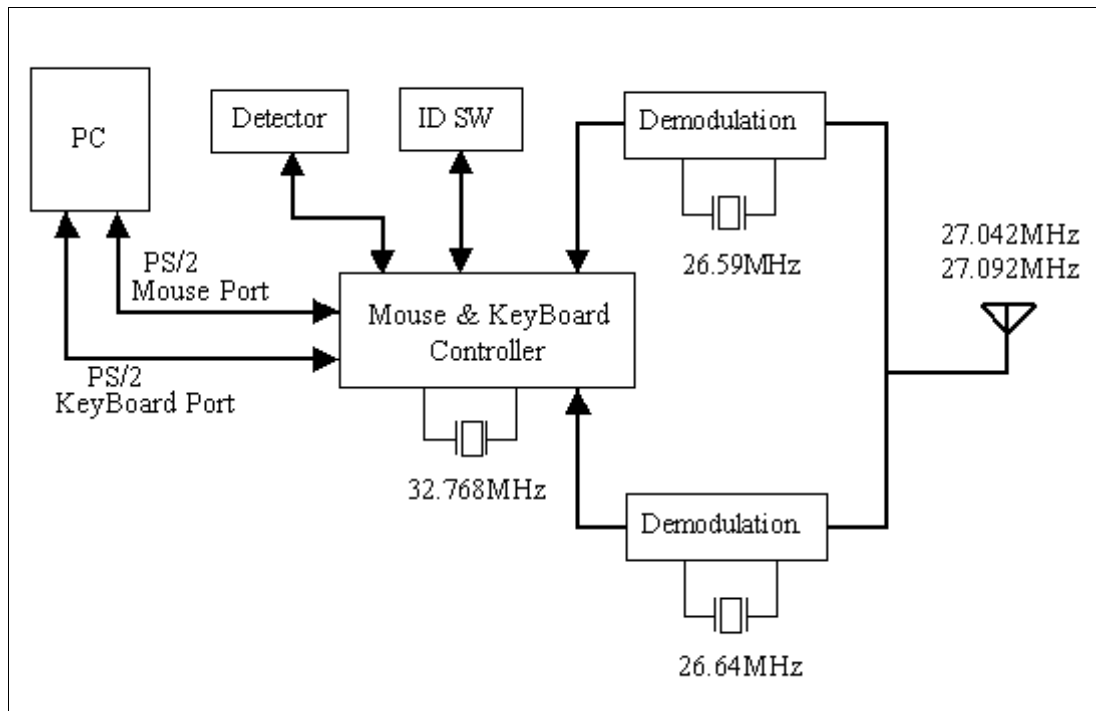 PC
Detector
ID SW
Demodulation
26.59MHz
27.042MHz
27.092MHz
PS/2
Mouse Port
Mouse & KeyBoard
Controller
PS/2
KeyBoard Port
32.768MHz
Demodulation
26.64MHz